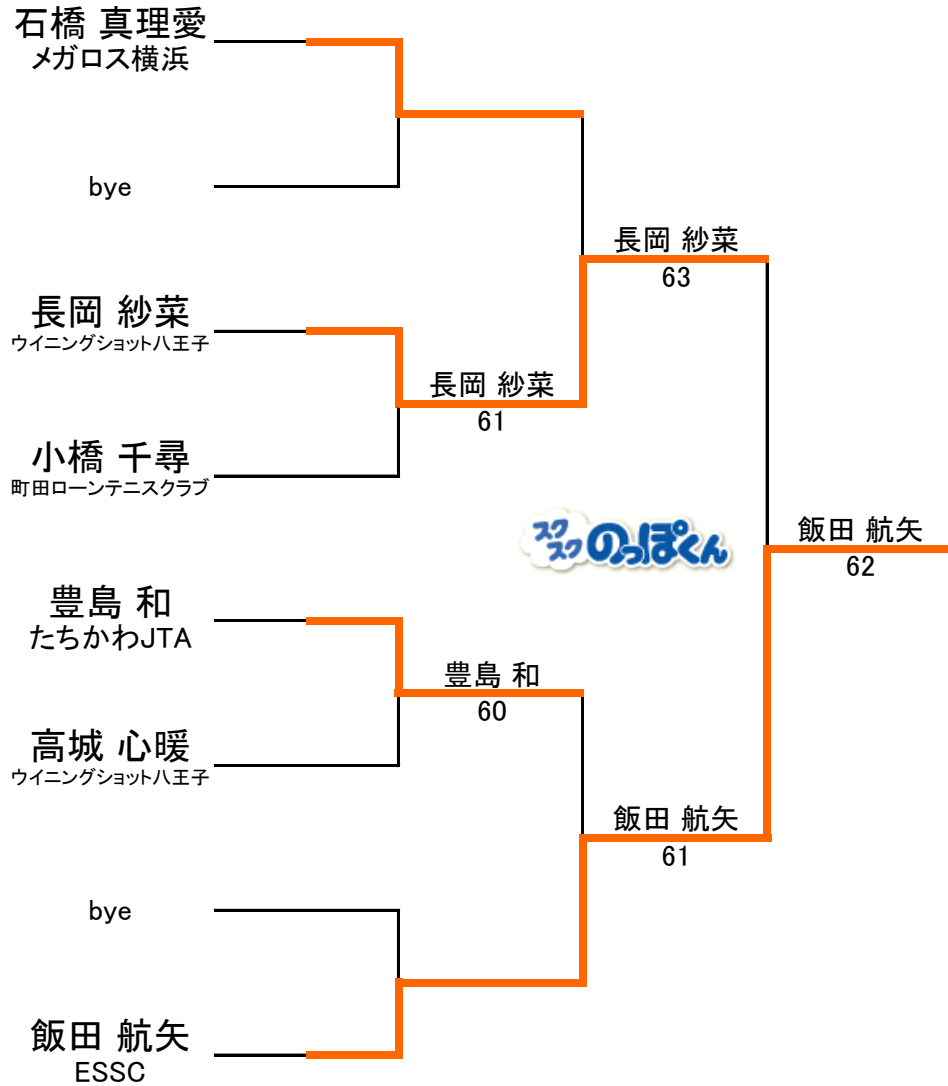 石橋 真理愛
メガロス横浜
bye
長岡 紗菜
63
長岡 紗菜
ウイニングショット八王子
長岡 紗菜
61
小橋 千尋
町田ローンテニスクラブ
スクスクのっぽくん
飯田 航矢
62
豊島 和
たちかわJTA
豊島 和
60
高城 心暖
ウイニングショット八王子
飯田 航矢
61
bye
飯田 航矢
ESSC